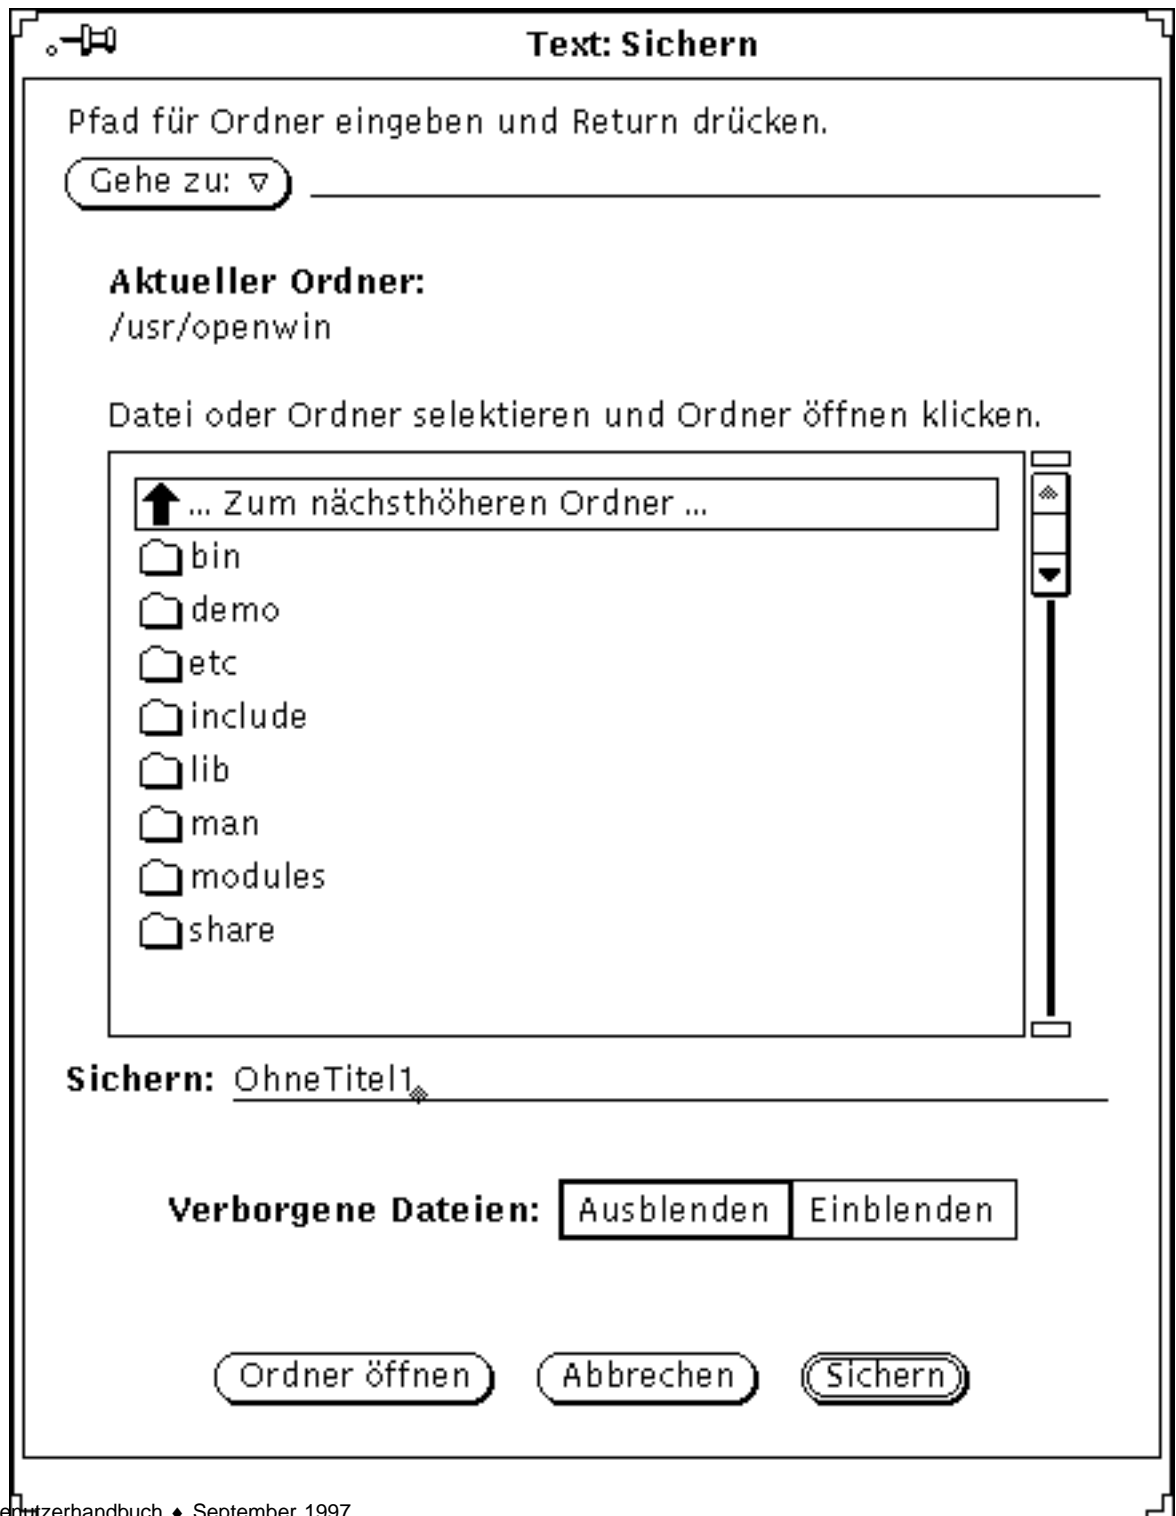 Text: Sichern
Pfad für Ordner eingeben und Return drücken.
Gehe zu:
Aktueller Ordner:
/usr/openwin
Datei oder Ordner selektieren und Ordner öffnen klicken.
... Zum nächsthöheren Ordner ...
bin
demo
etc
include
lib
man
modules
share
Sichern: OhneTitel1
Verborgene Dateien: Ausblenden Einblenden
Ordner öffnen Abbrechen Sichern
enutzerhandbuch ♦ September 1997